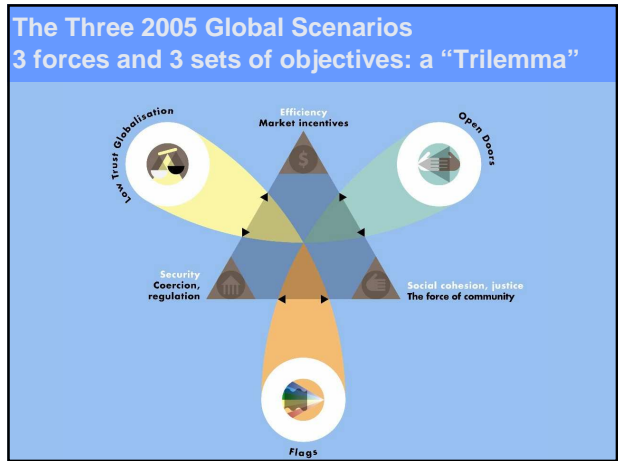 The Three 2005 Global Scenarios
3 forces and 3 sets of objectives: a “Trilemma”
Low Trust Globalisation
Efficiency
Market incentives
$
Open Doors
Security
Coercion,
regulation
Social cohesion, justice
The force of community
Flags